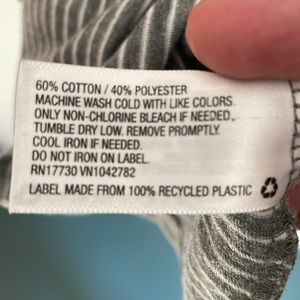 60% COTTON / 40% POLYESTER
MACHINE WASH COLD WITH LIKE COLORS.
ONLY NON-CHLORINE BLEACH IF NEEDED.
TUMBLE DRY LOW. REMOVE PROMPTLY.
COOL IRON IF NEEDED.
DO NOT IRON ON LABEL.
RN17730 VN1042782
LABEL MADE FROM 100% RECYCLED PLASTIC